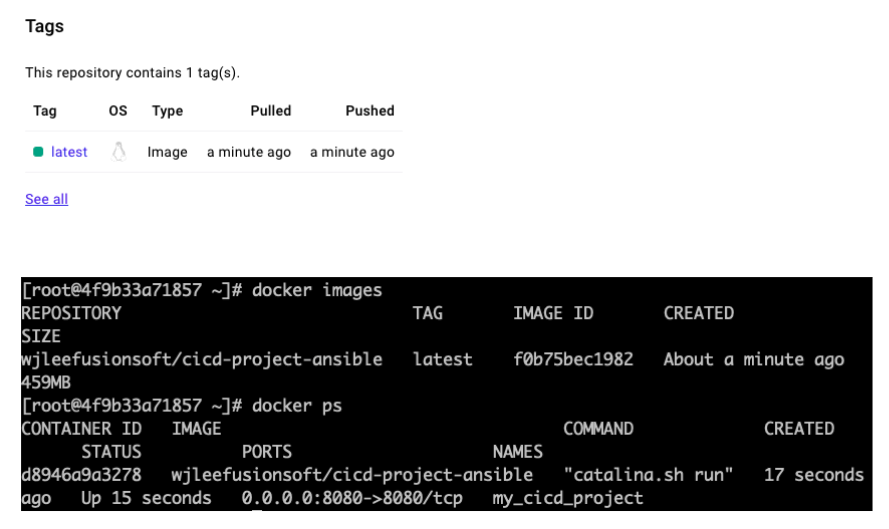 Tags
This repository contains 1 tag(s).
Tag OS Type Pulled Pushed
latest Image a minute ago a minute ago
See all
[root@4f9b33a71857 ~]# docker images
REPOSITORY TAG IMAGE ID CREATED
SIZE
wjleefusionsoft/cicd-project-ansible latest f0b75bec1982 About a minute ago
459MB
[root@4f9b33a71857 ~]# docker ps
CONTAINER ID IMAGE COMMAND CREATED
STATUS PORTS NAMES
d8946a9a3278 wjleefusionsoft/cicd-project-ansible "catalina.sh run" 17 seconds
ago Up 15 seconds 0.0.0.0:8080->8080/tcp my_cicd_project